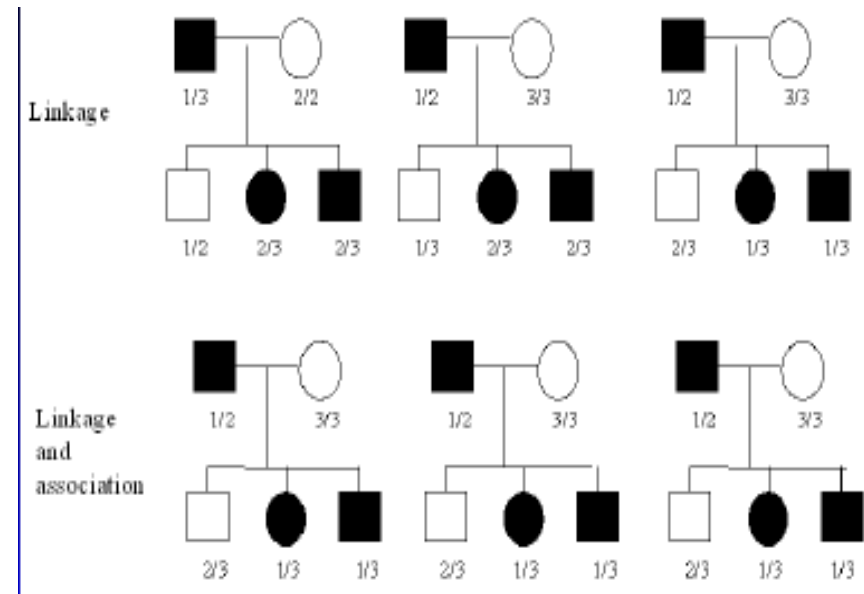 1/3 2/2 1/2 3/3 1/2 3/3
Linkage
1/2 2/3 2/3 1/3 2/3 2/3 2/3 1/3 1/3
1/2 3/3 1/2 3/3 1/2 3/3
Linkage
and
association
2/3 1/3 1/3 2/3 1/3 1/3 2/3 1/3 1/3